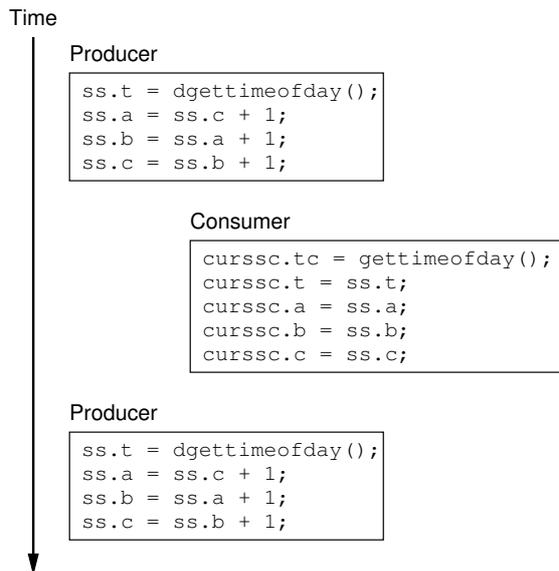 Time
Producer
ss.t = dgettimeofday();
ss.a = ss.c + 1;
ss.b = ss.a + 1;
ss.c = ss.b + 1;
Consumer
curssc.tc = gettimeofday();
curssc.t = ss.t;
curssc.a = ss.a;
curssc.b = ss.b;
curssc.c = ss.c;
Producer
ss.t = dgettimeofday();
ss.a = ss.c + 1;
ss.b = ss.a + 1;
ss.c = ss.b + 1;